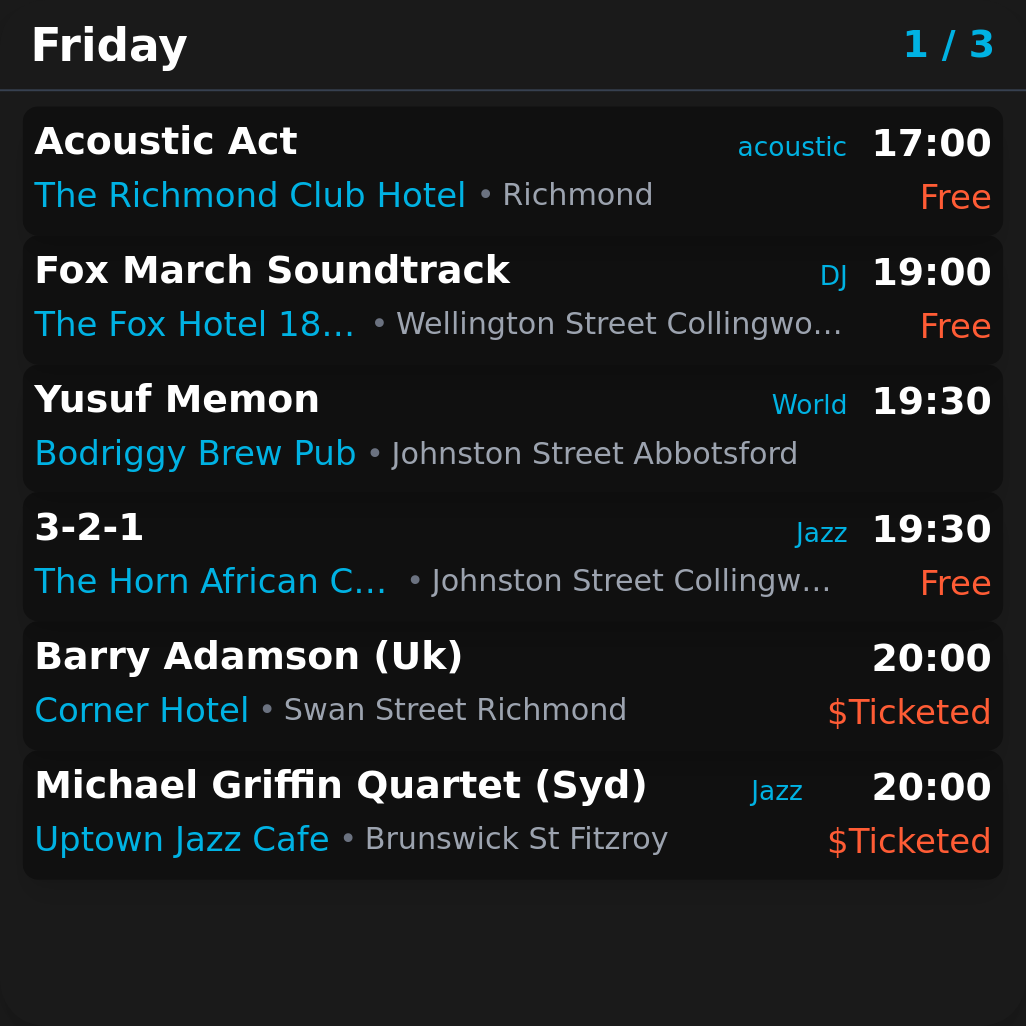 Friday 1 / 3
Acoustic Act acoustic 17:00
The Richmond Club Hotel • Richmond Free
Fox March Soundtrack DJ 19:00
The Fox Hotel 18... • Wellington Street Collingwo... Free
Yusuf Memon World 19:30
Bodriggy Brew Pub • Johnston Street Abbotsford
3-2-1 Jazz 19:30
The Horn African C... • Johnston Street Collingw... Free
Barry Adamson (Uk) 20:00
Corner Hotel • Swan Street Richmond $Ticketed
Michael Griffin Quartet (Syd) Jazz 20:00
Uptown Jazz Cafe • Brunswick St Fitzroy $Ticketed